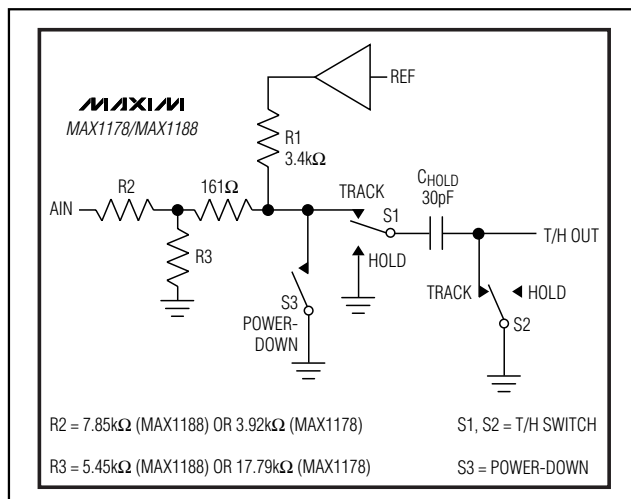 REF
MAXIM
MAX1178/MAX1188
R1
3.4kΩ
R2
161Ω
TRACK
CHOLD
30pF
AIN
S1
T/H OUT
R3
HOLD
S3
TRACK
HOLD
POWER-
DOWN
S2
R2 = 7.85kΩ (MAX1188) OR 3.92kΩ (MAX1178)
S1, S2 = T/H SWITCH
R3 = 5.45kΩ (MAX1188) OR 17.79kΩ (MAX1178)
S3 = POWER-DOWN